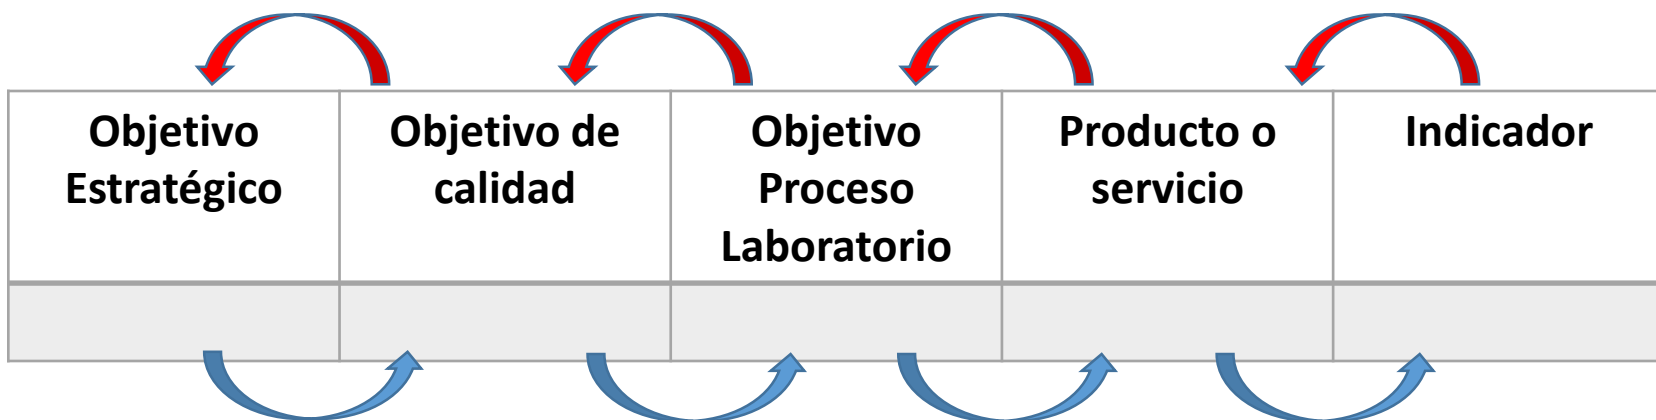 Objetivo
Estratégico
Objetivo de
calidad
Objetivo
Proceso
Laboratorio
Producto o
servicio
Indicador